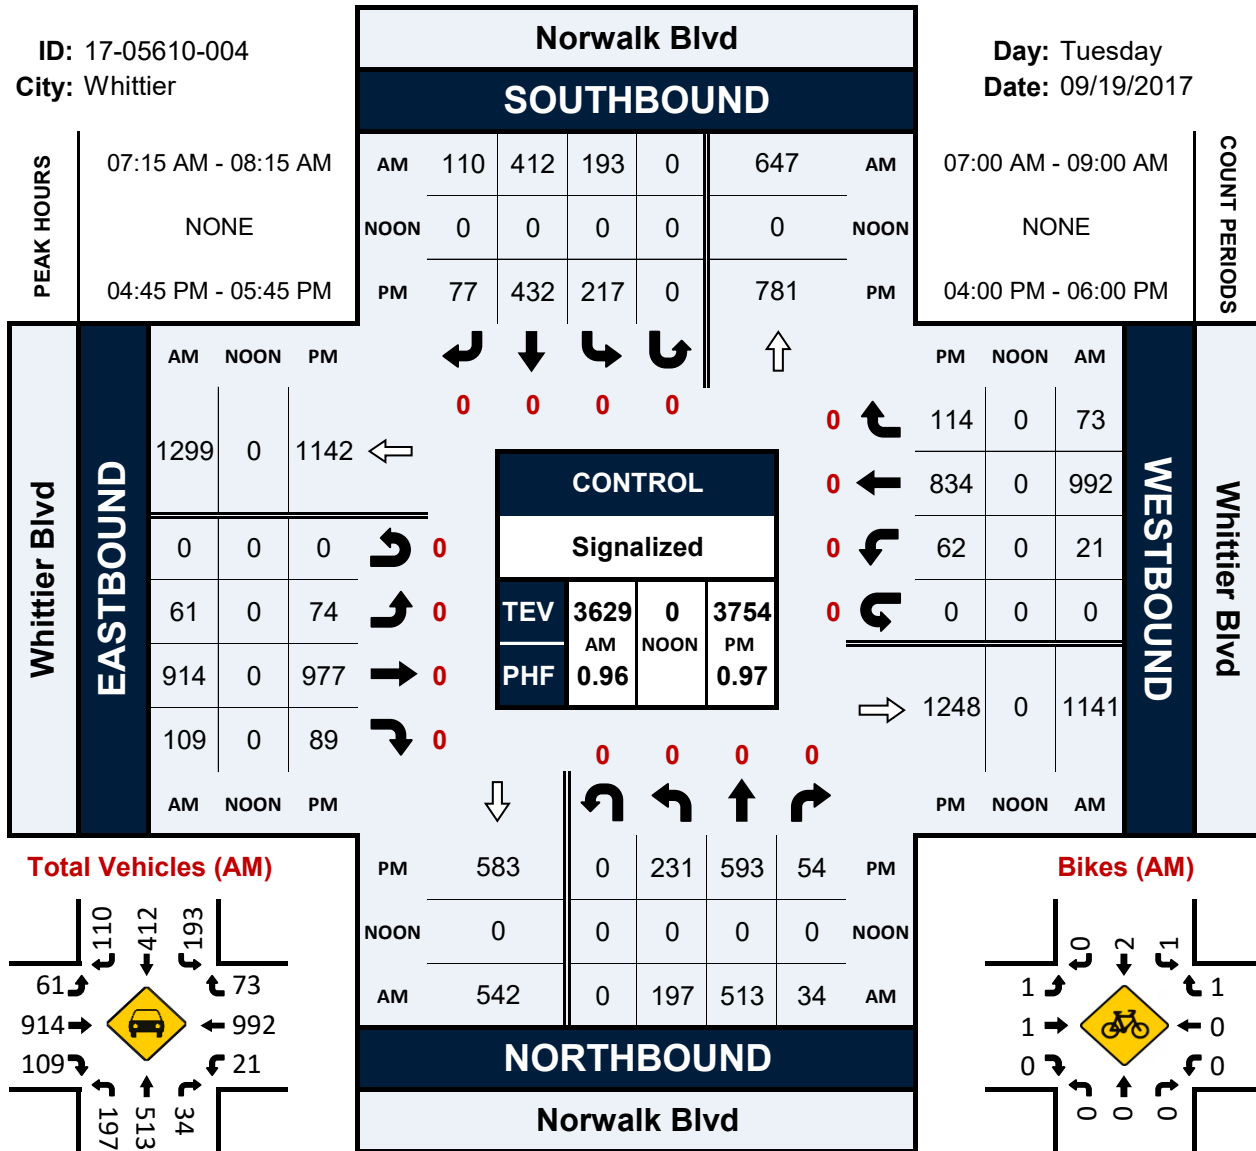 Norwalk Blvd
SOUTHBOUND
ID: 17-05610-004
City: Whittier
Day: Tuesday
Date: 09/19/2017
PEAK HOURS
07:15 AM - 08:15 AM
NONE
04:45 PM - 05:45 PM
AM 110 412 193 0 647 AM
NOON 0 0 0 0 0 NOON
PM 77 432 217 0 781 PM
07:00 AM - 09:00 AM
NONE
04:00 PM - 06:00 PM
COUNT PERIODS
0 0 0 0
Whittier Blvd
EASTBOUND
AM NOON PM
1299 0 1142
0 0 0 0
61 0 74 0
914 0 977 0
109 0 89 0
AM NOON PM
CONTROL
Signalized
TEV 3629 0 3754
AM NOON PM
PHF 0.96 0.97
PM NOON AM
0 114 0 73
0 834 0 992
0 62 0 21
0 0 0 0
1248 0 1141
PM NOON AM
WESTBOUND
Whittier Blvd
0 0 0 0
PM 583 0 231 593 54 PM
NOON 0 0 0 0 0 NOON
AM 542 0 197 513 34 AM
NORTHBOUND
Norwalk Blvd
Total Vehicles (AM)
110 412 193
61 73
914 992
109 21
197 513 34
Bikes (AM)
0 2 1
1 1
1 0
0 0
0 0 0